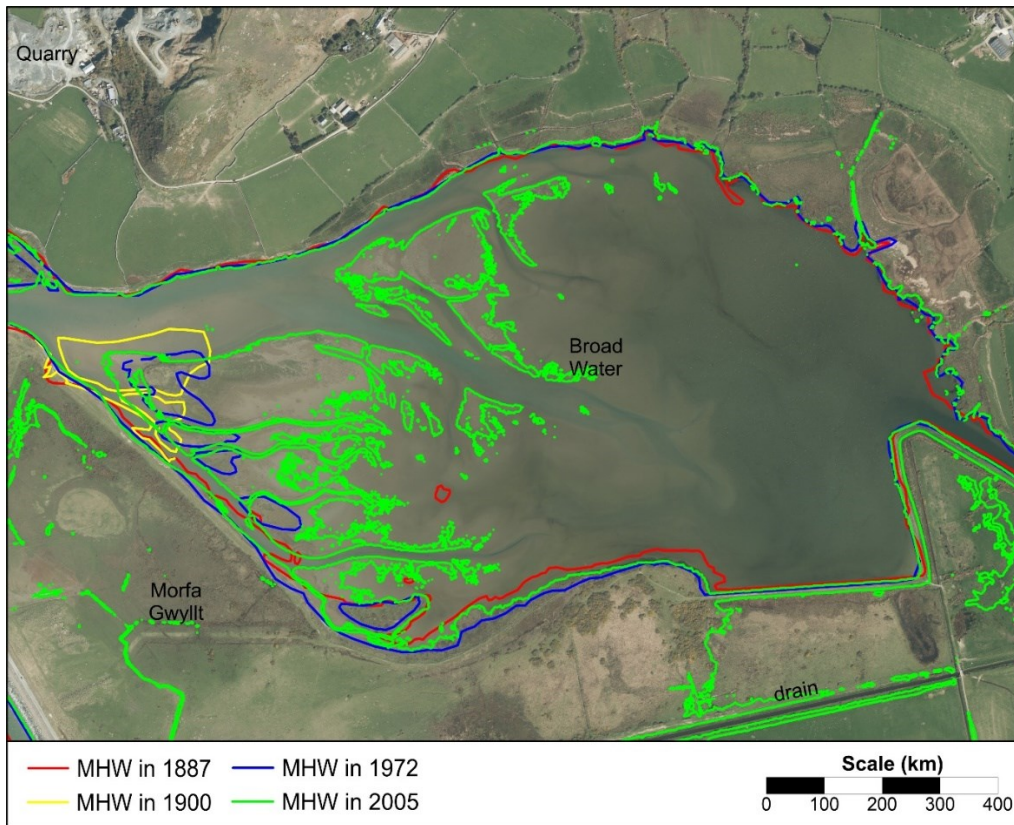 Quarry
Broad
Water
Morfa
Gwyllt
drain
MHW in 1887
MHW in 1972
MHW in 1900
MHW in 2005
Scale (km)
0 100 200 300 400